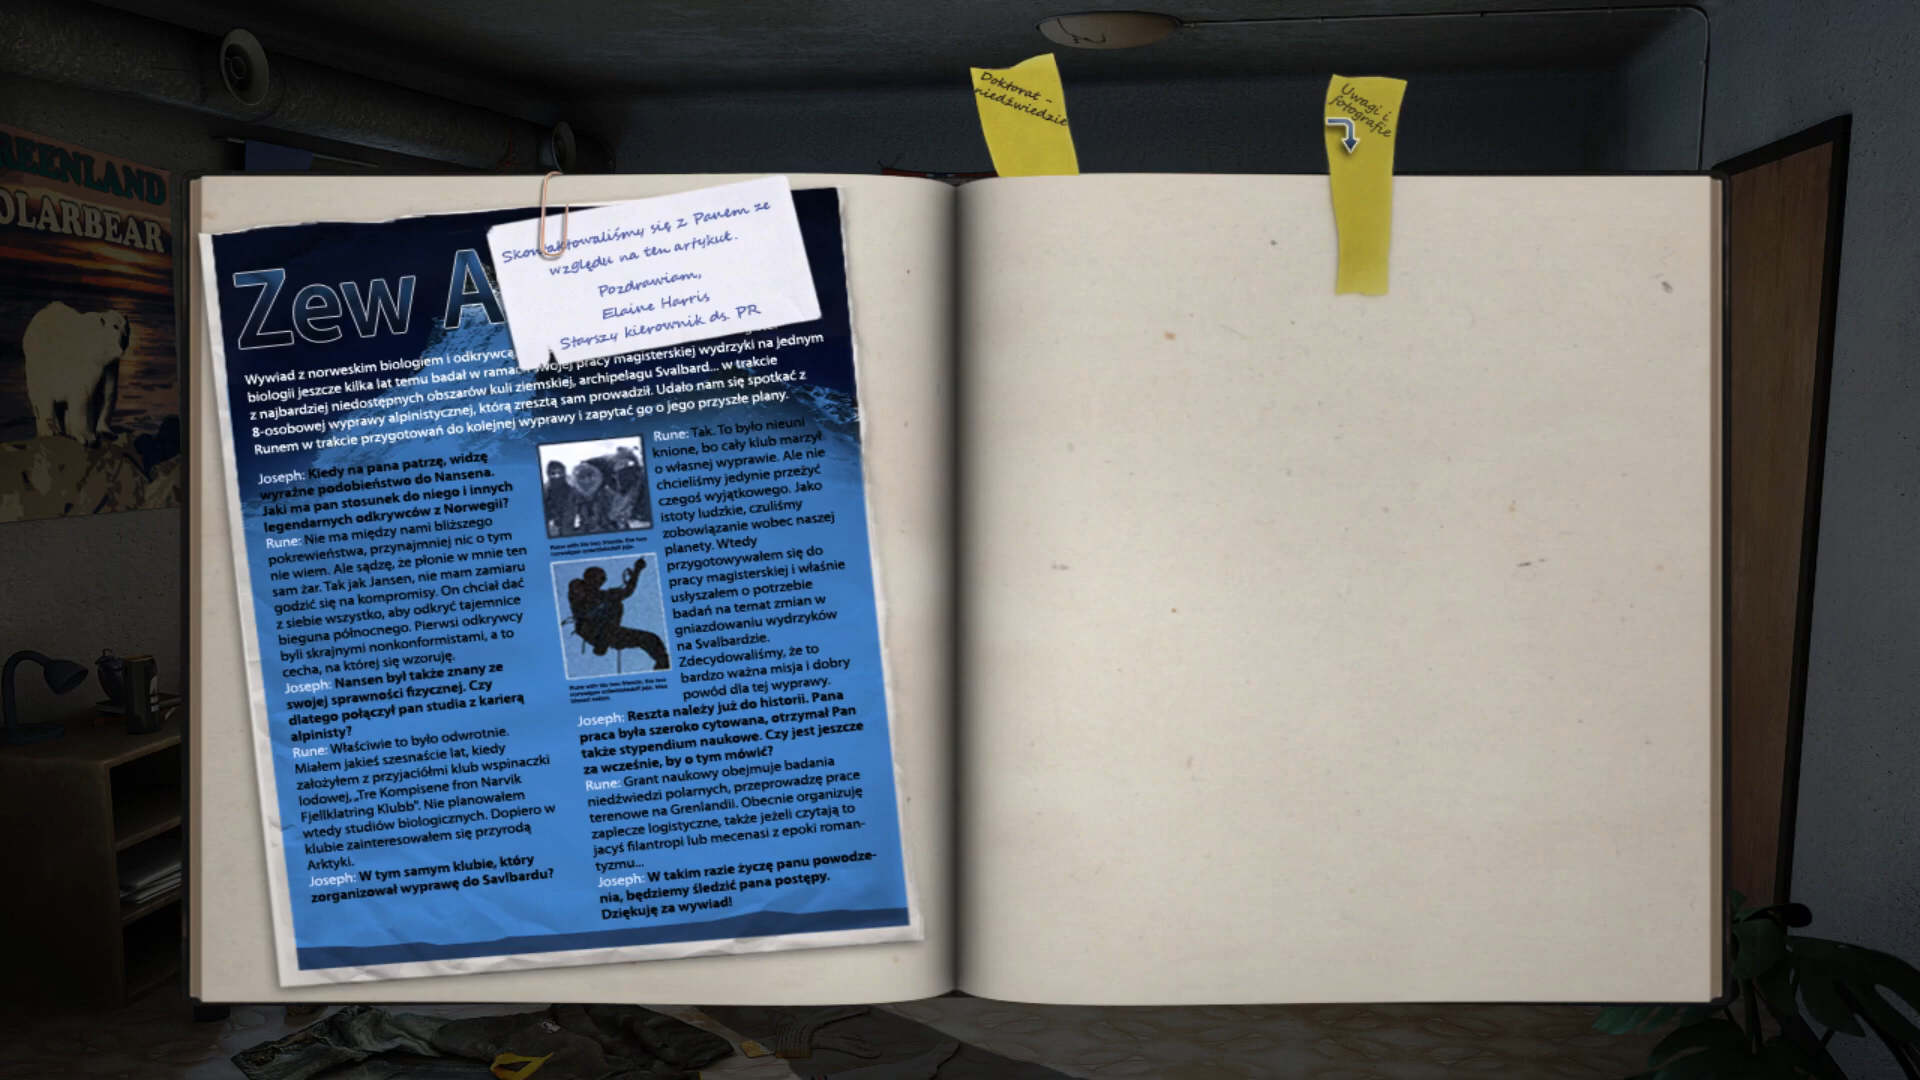 REENLAND
OLARBEAR
Doktorat -
niedźwiedzie
Uwagi i
fotografie
Zew A
Skontaktowaliśmy się z Panem ze
względu na ten artykuł.
Pozdrawiam,
Elaine Harris
Starszy kierownik ds. PR
Wywiad z norweskim biologiem i odkrywcą
biologii jeszcze kilka lat temu badał w ramach swojej pracy magisterskiej wydrzyki na jednym
z najbardziej niedostępnych obszarów kuli ziemskiej, archipelagu Svalbard... w trakcie
8-osobowej wyprawy alpinistycznej, którą zresztą sam prowadził. Udało nam się spotkać z
Runem w trakcie przygotowań do kolejnej wyprawy i zapytać go o jego przyszłe plany.
Joseph: Kiedy na pana patrzę, widzę
wyraźne podobieństwo do Nansena.
Jaki ma pan stosunek do niego i innych
legendarnych odkrywców z Norwegii?
Rune: Nie ma między nami bliższego
pokrewieństwa, przynajmniej nic o tym
nie wiem. Ale sądzę, że płonie w mnie ten
sam żar. Tak jak Jansen, nie mam zamiaru
godzić się na kompromisy. On chciał dać
z siebie wszystko, aby odkryć tajemnice
bieguna północnego. Pierwsi odkrywcy
byli skrajnymi nonkonformistami, a to
cecha, na której się wzoruję.
Joseph: Nansen był także znany ze
swojej sprawności fizycznej. Czy
dlatego połączył pan studia z karierą
alpinisty?
Rune: Właściwie to było odwrotnie.
Miałem jakieś szesnaście lat, kiedy
założyłem z przyjaciółmi klub wspinaczki
lodowej, „Tre Kompisene fron Narvik
Fjellklatring Klubb". Nie planowałem
wtedy studiów biologicznych. Dopiero w
klubie zainteresowałem się przyrodą
Arktyki.
Joseph: W tym samym klubie, który
zorganizował wyprawę do Savlbardu?
Rune: Tak. To było nieuni
knione, bo cały klub marzył
o własnej wyprawie. Ale nie
chcieliśmy jedynie przeżyć
czegoś wyjątkowego. Jako
istoty ludzkie, czuliśmy
zobowiązanie wobec naszej
planety. Wtedy
przygotowywałem się do
pracy magisterskiej i właśnie
usłyszałem o potrzebie
badań na temat zmian w
gniazdowaniu wydrzyków
na Svalbardzie.
Zdecydowaliśmy, że to
bardzo ważna misja i dobry
powód dla tej wyprawy.
Joseph: Reszta należy już do historii. Pana
praca była szeroko cytowana, otrzymał Pan
także stypendium naukowe. Czy jest jeszcze
za wcześnie, by o tym mówić?
Rune: Grant naukowy obejmuje badania
niedźwiedzi polarnych, przeprowadzę prace
terenowe na Grenlandii. Obecnie organizuję
zaplecze logistyczne, także jeżeli czytają to
jacyś filantropi lub mecenasi z epoki roman-
tyzmu...
Joseph: W takim razie życzę panu powodze-
nia, będziemy śledzić pana postępy.
Dziękuję za wywiad!